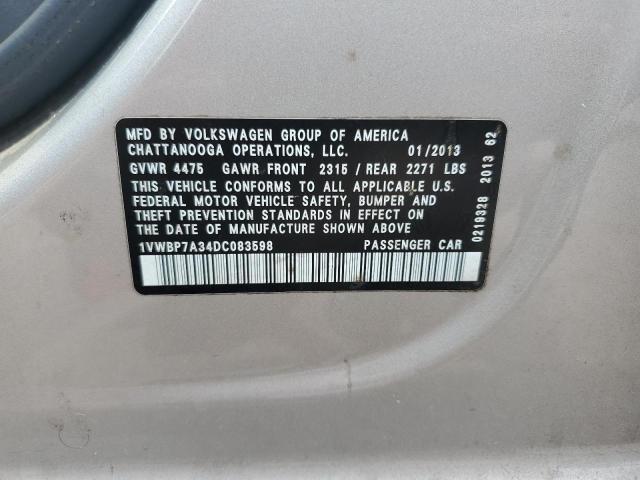 MFD BY VOLKSWAGEN GROUP OF AMERICA
CHATTANOOGA OPERATIONS, LLC. 01/2013
GVWR 4475 GAWR FRONT 2315 / REAR 2271 LBS
THIS VEHICLE CONFORMS TO ALL APPLICABLE U.S.
FEDERAL MOTOR VEHICLE SAFETY, BUMPER AND
THEFT PREVENTION STANDARDS IN EFFECT ON
THE DATE OF MANUFACTURE SHOWN ABOVE.
1VWBP7A34DC083598 PASSENGER CAR
0219328 2013 62